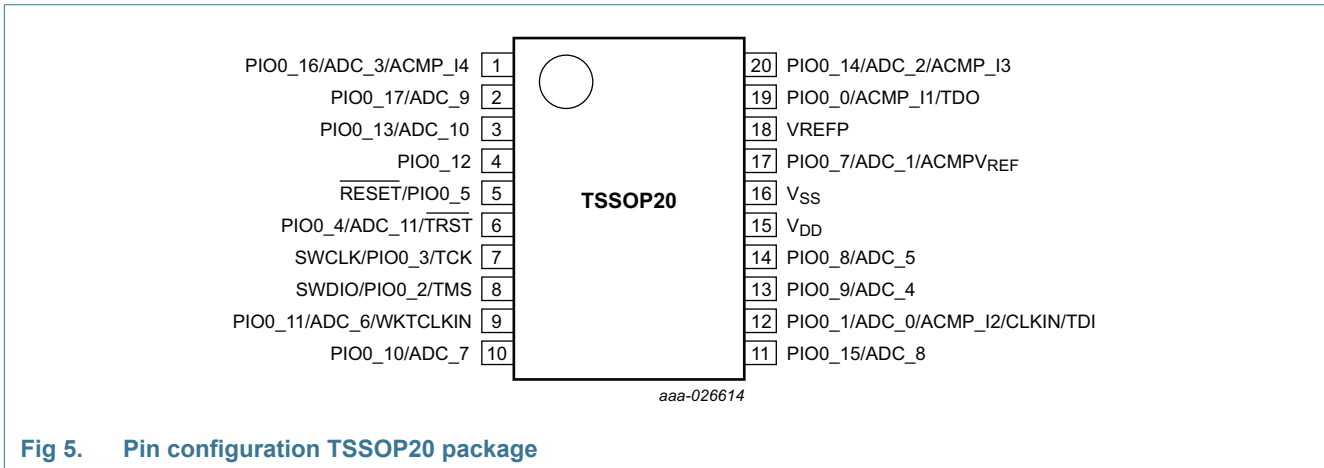 PIO0_16/ADC_3/ACMP_I4 1
PIO0_17/ADC_9 2
PIO0_13/ADC_10 3
PIO0_12 4
RESET/PIO0_5 5
PIO0_4/ADC_11/TRST 6
SWCLK/PIO0_3/TCK 7
SWDIO/PIO0_2/TMS 8
PIO0_11/ADC_6/WKTCLKIN 9
PIO0_10/ADC_7 10
TSSOP20
20 PIO0_14/ADC_2/ACMP_I3
19 PIO0_0/ACMP_I1/TDO
18 VREFP
17 PIO0_7/ADC_1/ACMPVREF
16 VSS
15 VDD
14 PIO0_8/ADC_5
13 PIO0_9/ADC_4
12 PIO0_1/ADC_0/ACMP_I2/CLKIN/TDI
11 PIO0_15/ADC_8
aaa-026614
Fig 5. Pin configuration TSSOP20 package